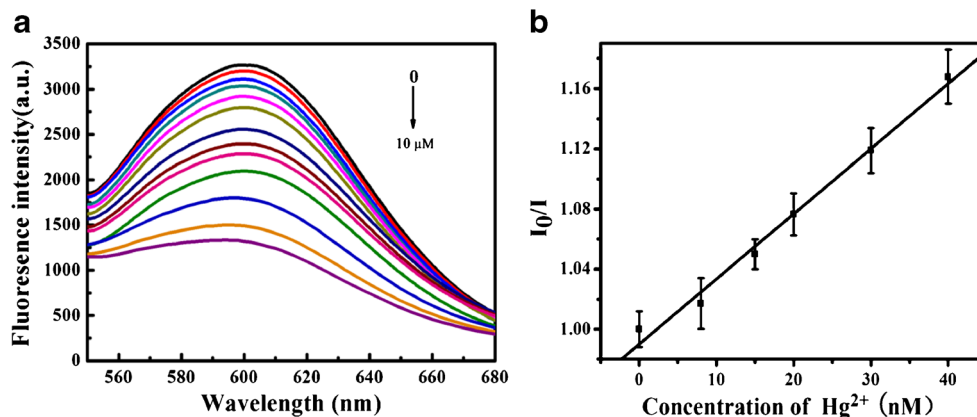 a
3500
3000
2500
2000
1500
1000
500
0
560 580 600 620 640 660 680
Wavelength (nm)
Fluoresence intensity(a.u.)
0
10 μM
b
1.16
1.12
1.08
1.04
1.00
0 10 20 30 40
Concentration of Hg²⁺ (nM)
I₀/I